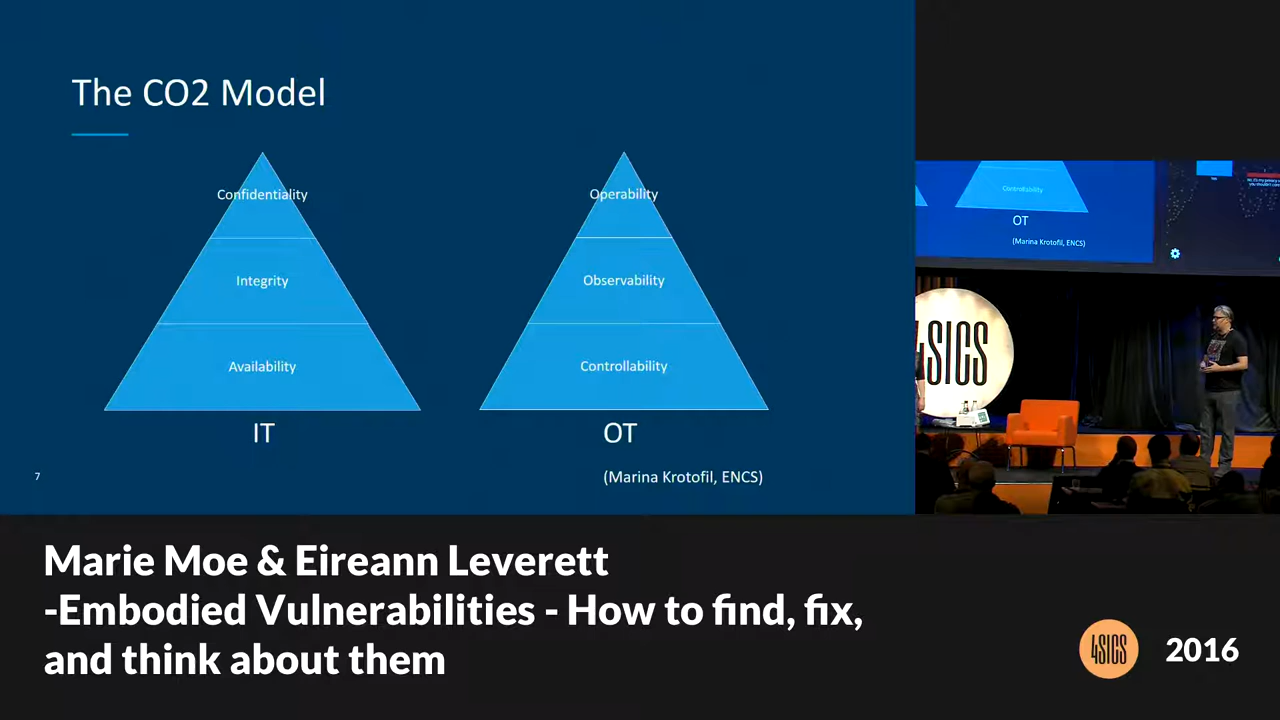 The CO2 Model
Confidentiality
Integrity
Availability
IT
Operability
Observability
Controllability
OT
(Marina Krotofil, ENCS)
7
Controllability
OT
(Marina Krotofil, ENCS)
4SICS
Marie Moe & Eireann Leverett
-Embodied Vulnerabilities - How to find, fix,
and think about them
4SICS
2016